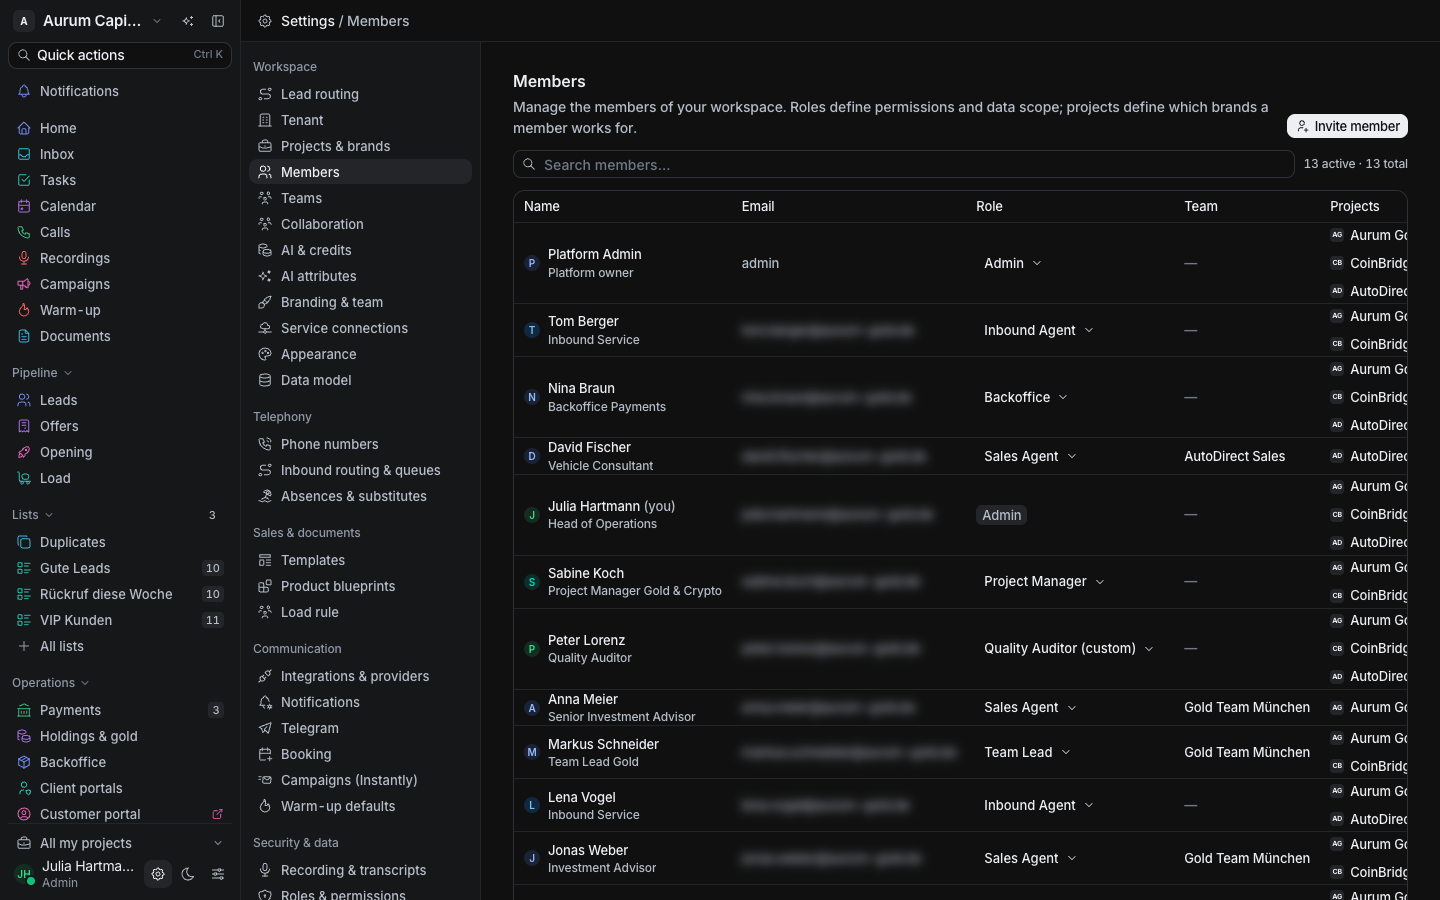 A Aurum Capi...
Quick actions Ctrl K
Notifications
Home
Inbox
Tasks
Calendar
Calls
Recordings
Campaigns
Warm-up
Documents
Pipeline
Leads
Offers
Opening
Load
Lists 3
Duplicates
Gute Leads 10
Rückruf diese Woche 10
VIP Kunden 11
All lists
Operations
Payments 3
Holdings & gold
Backoffice
Client portals
Customer portal
All my projects
JH Julia Hartma...
Admin
Settings / Members
Workspace
Lead routing
Tenant
Projects & brands
Members
Teams
Collaboration
AI & credits
AI attributes
Branding & team
Service connections
Appearance
Data model
Telephony
Phone numbers
Inbound routing & queues
Absences & substitutes
Sales & documents
Templates
Product blueprints
Load rule
Communication
Integrations & providers
Notifications
Telegram
Booking
Campaigns (Instantly)
Warm-up defaults
Security & data
Recording & transcripts
Roles & permissions
Members
Manage the members of your workspace. Roles define permissions and data scope; projects define which brands a
member works for.
Invite member
Search members...
13 active · 13 total
Name Email Role Team Projects
P Platform Admin
Platform owner
admin Admin —
AG Aurum Go
CB CoinBridg
AD AutoDirec
T Tom Berger
Inbound Service
Inbound Agent —
AG Aurum Go
CB CoinBridg
N Nina Braun
Backoffice Payments
Backoffice —
AG Aurum Go
CB CoinBridg
AD AutoDirec
D David Fischer
Vehicle Consultant
Sales Agent AutoDirect Sales
AD AutoDirec
J Julia Hartmann (you)
Head of Operations
Admin —
AG Aurum Go
CB CoinBridg
AD AutoDirec
S Sabine Koch
Project Manager Gold & Crypto
Project Manager —
AG Aurum Go
CB CoinBridg
P Peter Lorenz
Quality Auditor
Quality Auditor (custom) —
AG Aurum Go
CB CoinBridg
AD AutoDirec
A Anna Meier
Senior Investment Advisor
Sales Agent Gold Team München
AG Aurum Go
M Markus Schneider
Team Lead Gold
Team Lead Gold Team München
AG Aurum Go
CB CoinBridg
L Lena Vogel
Inbound Service
Inbound Agent —
AG Aurum Go
AD AutoDirec
J Jonas Weber
Investment Advisor
Sales Agent Gold Team München
AG Aurum Go
CB CoinBridg
AG Aurum Go